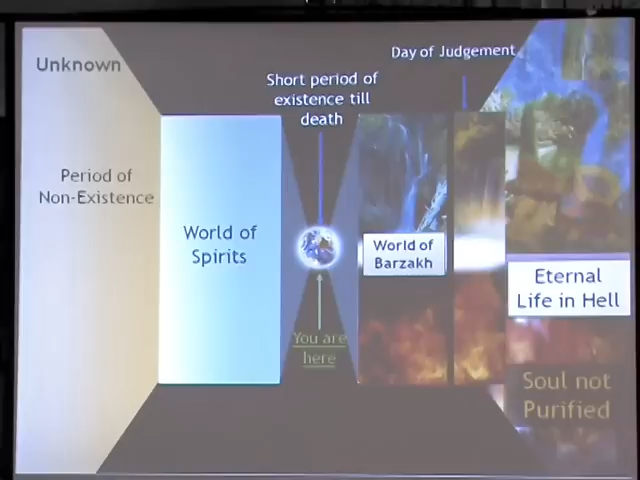 Unknown
Period of
Non-Existence
World of
Spirits
Short period of
existence till
death
You are
here
Day of Judgement
World of
Barzakh
Eternal
Life in Hell
Soul not
Purified